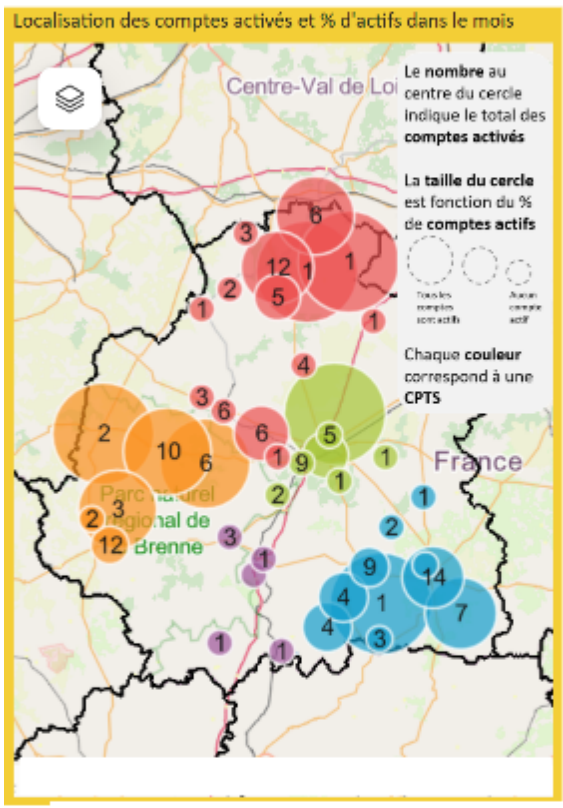 Localisation des comptes activés et % d'actifs dans le mois
Centre-Val de Loi
Le nombre au
centre du cercle
indique le total des
comptes activés
La taille du cercle
est fonction du %
de comptes actifs
Tous les
comptes
sont actifs
Aucun
compte
actif
Chaque couleur
correspond à une
CPTS
6
3
12
1
1
2
5
1
1
4
3
6
2
10
6
6
1
5
9
1
France
1
2
1
Parc naturel
régional de
Brenne
3
2
12
2
3
1
9
14
4
1
7
4
3
1
1